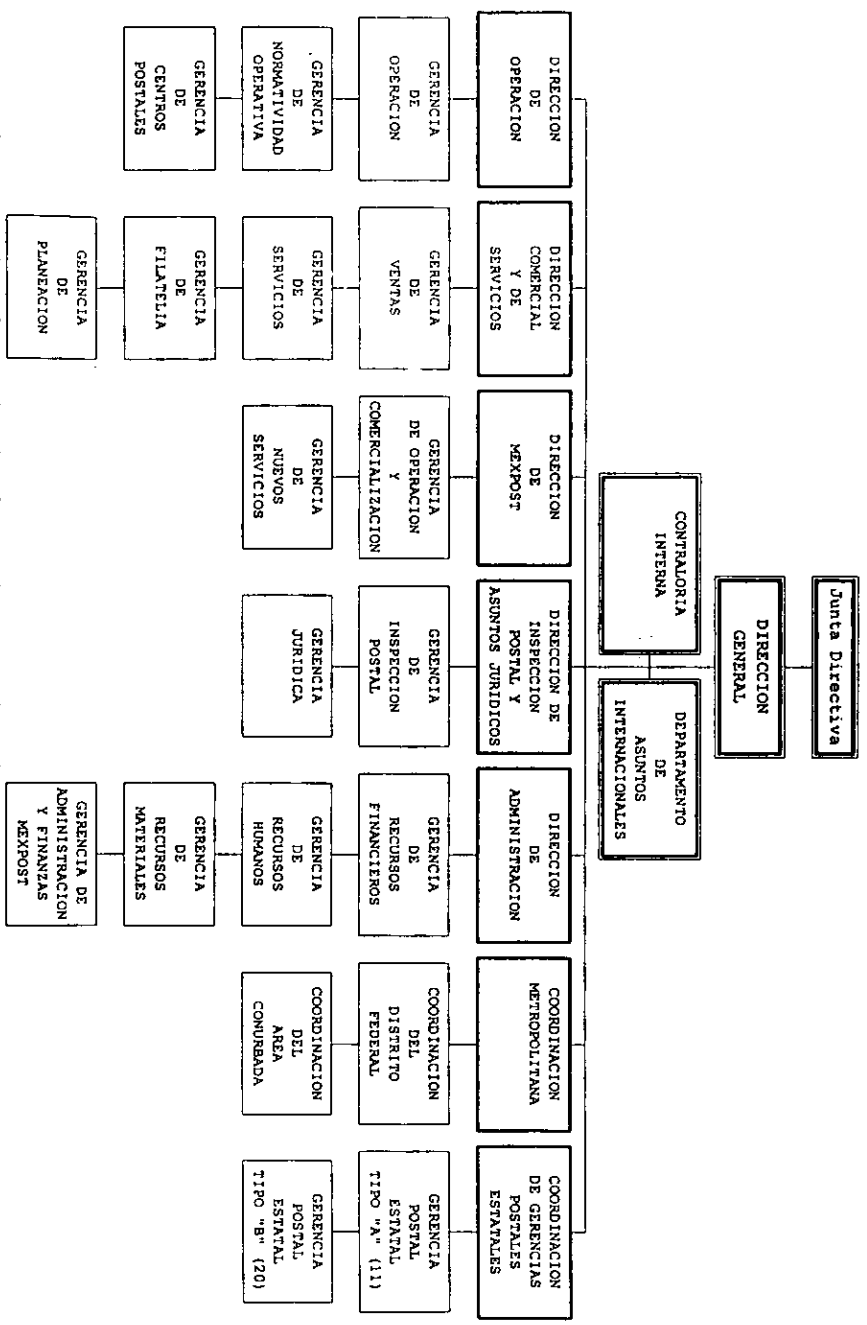 Junta Directiva
DIRECCION
GENERAL
CONTRALORIA
INTERNA
DEPARTAMENTO
DE
ASUNTOS
INTERNACIONALES
DIRECCION
DE
OPERACION
GERENCIA
DE
OPERACION
GERENCIA
DE
NORMATIVIDAD
OPERATIVA
GERENCIA
DE
CENTROS
POSTALES
DIRECCION
COMERCIAL
Y DE
SERVICIOS
GERENCIA
DE
VENTAS
GERENCIA
DE
SERVICIOS
GERENCIA
DE
FILATELIA
GERENCIA
DE
PLANEACION
DIRECCION
DE
MEXPOST
GERENCIA
DE OPERACION
Y
COMERCIALIZACION
GERENCIA
DE
NUEVOS
SERVICIOS
DIRECCION DE
INSPECCION
POSTAL Y
ASUNTOS JURIDICOS
GERENCIA
DE
INSPECCION
POSTAL
GERENCIA
JURIDICA
DIRECCION
DE
ADMINISTRACION
GERENCIA
DE
RECURSOS
FINANCIEROS
GERENCIA
DE
RECURSOS
HUMANOS
GERENCIA
DE
RECURSOS
MATERIALES
GERENCIA DE
ADMINISTRACION
Y FINANZAS
MEXPOST
COORDINACION
METROPOLITANA
COORDINACION
DEL
DISTRITO
FEDERAL
COORDINACION
DEL
AREA
CONURBADA
COORDINACION
DE GERENCIAS
POSTALES
ESTATALES
GERENCIA
POSTAL
ESTATAL
TIPO "A" (11)
GERENCIA
POSTAL
ESTATAL
TIPO "B" (20)